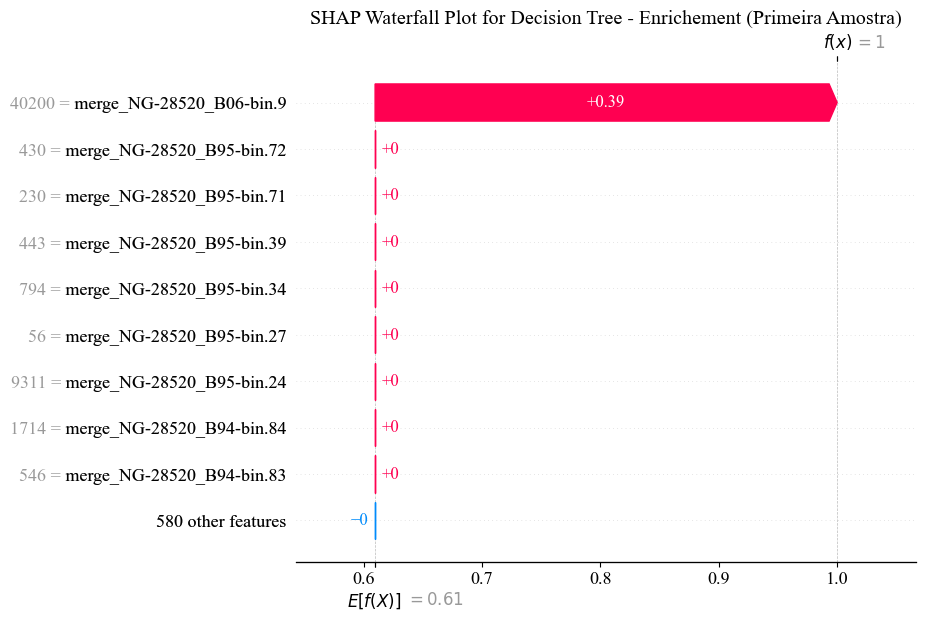 SHAP Waterfall Plot for Decision Tree - Enrichement (Primeira Amostra)
f(x) = 1
40200 = merge_NG-28520_B06-bin.9
+0.39
430 = merge_NG-28520_B95-bin.72
+0
230 = merge_NG-28520_B95-bin.71
+0
443 = merge_NG-28520_B95-bin.39
+0
794 = merge_NG-28520_B95-bin.34
+0
56 = merge_NG-28520_B95-bin.27
+0
9311 = merge_NG-28520_B95-bin.24
+0
1714 = merge_NG-28520_B94-bin.84
+0
546 = merge_NG-28520_B94-bin.83
+0
580 other features
−0
0.6 0.7 0.8 0.9 1.0
E[f(X)] = 0.61